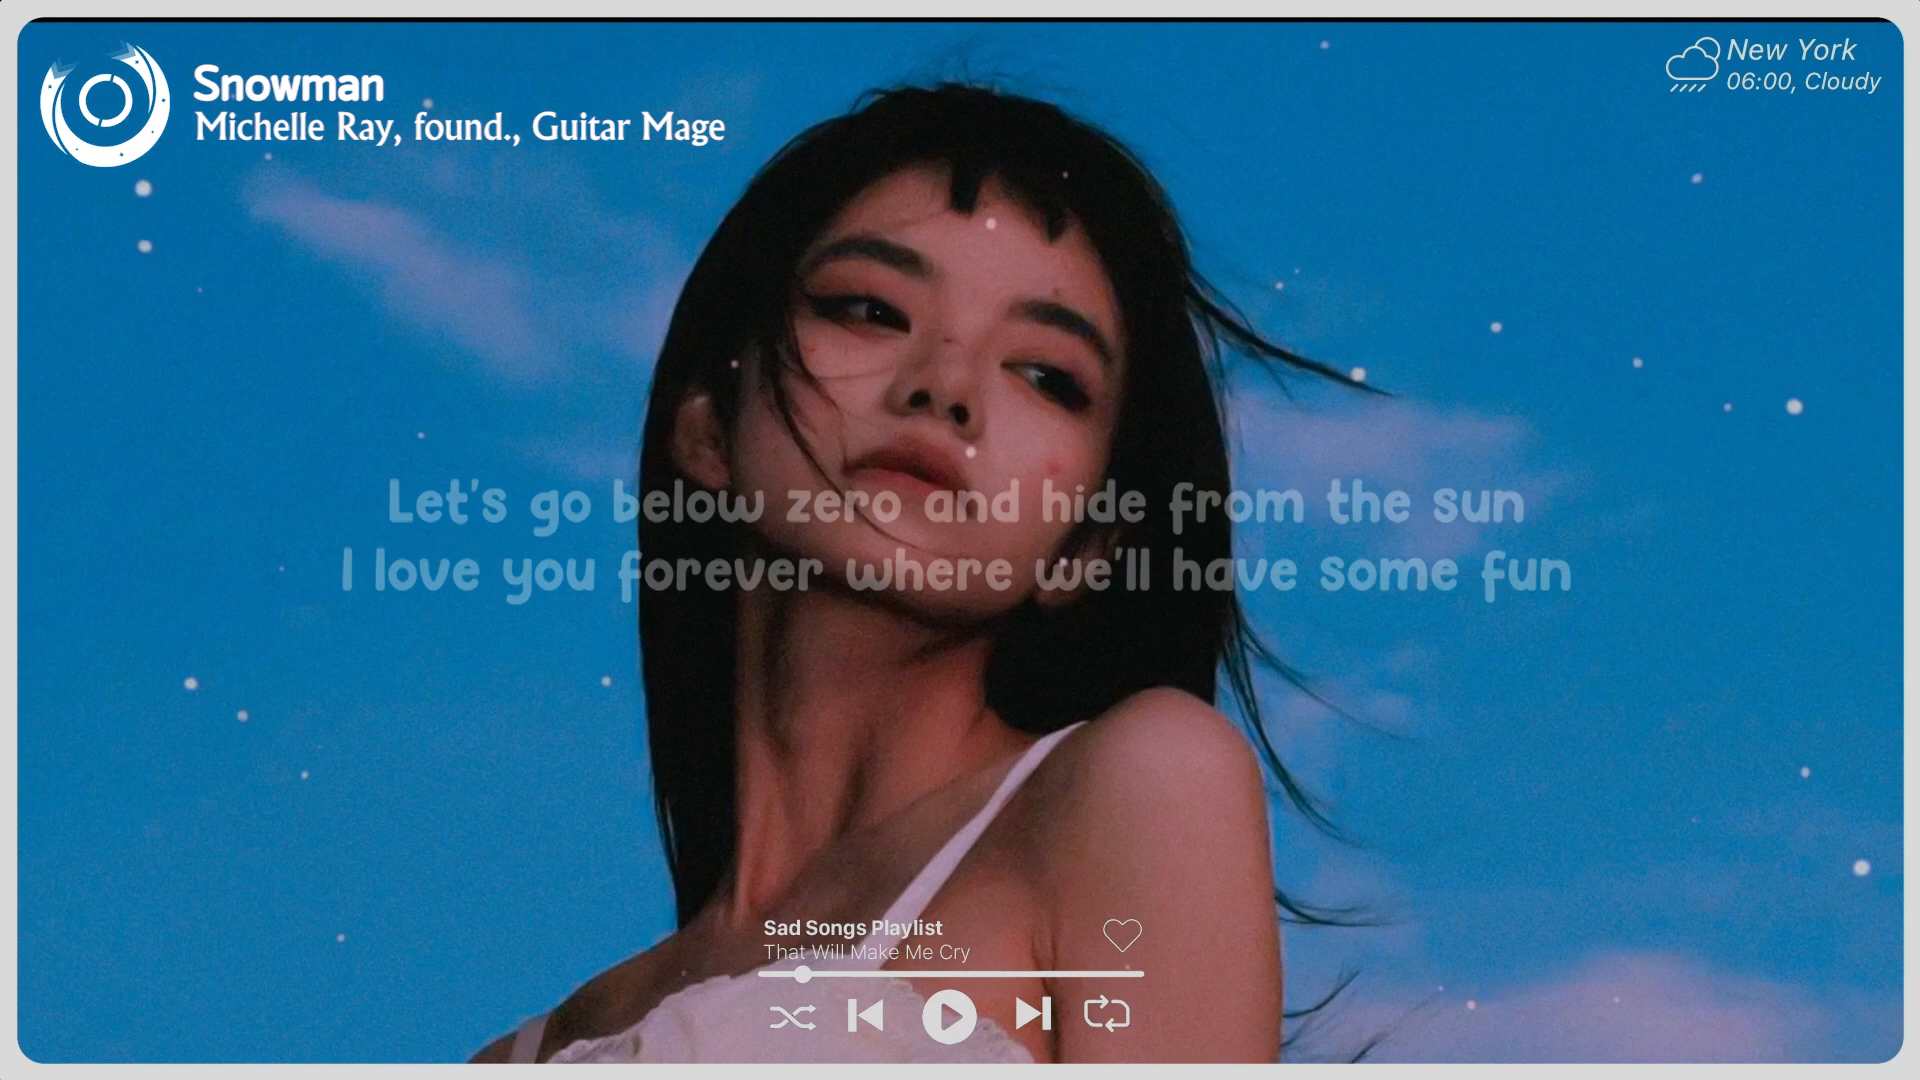 Snowman
Michelle Ray, found., Guitar Mage
New York
06:00, Cloudy
Let's go below zero and hide from the sun
I love you forever where we'll have some fun
Sad Songs Playlist
That Will Make Me Cry